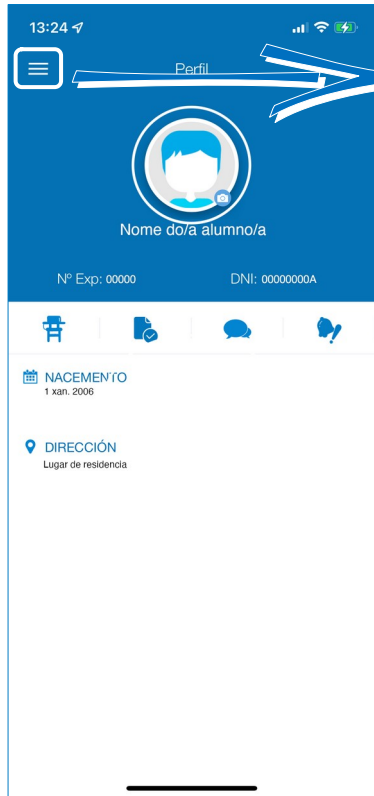 13:24
Perfil
Nome do/a alumno/a
Nº Exp: 00000 DNI: 00000000A
NACEMENTO
1 xan. 2006
DIRECCIÓN
Lugar de residencia